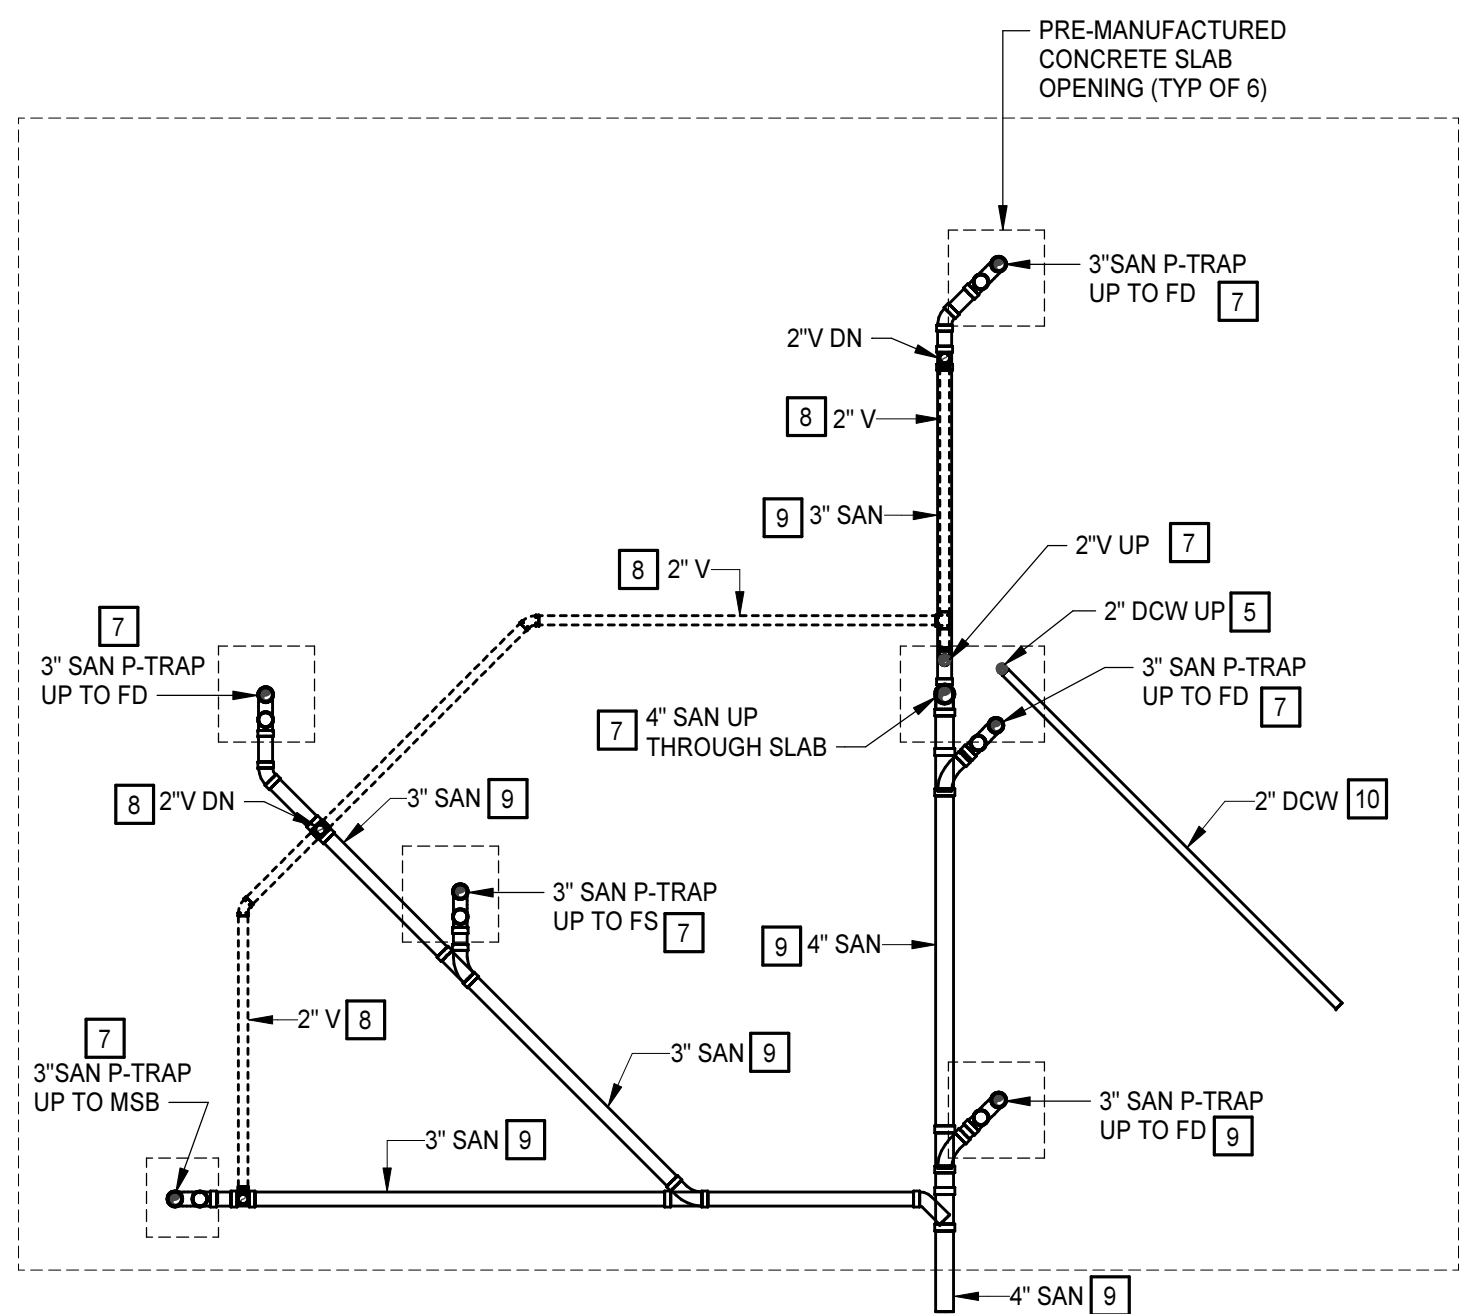 PRE-MANUFACTURED
CONCRETE SLAB
OPENING (TYP OF 6)
3"SAN P-TRAP
UP TO FD 7
2"V DN
8 2" V
9 3" SAN
2"V UP 7
8 2" V
2" DCW UP 5
7
3" SAN P-TRAP
UP TO FD
3" SAN P-TRAP
UP TO FD 7
7 4" SAN UP
THROUGH SLAB
8 2"V DN
3" SAN 9
2" DCW 10
3" SAN P-TRAP
UP TO FS 7
9 4" SAN
2" V 8
7
3"SAN P-TRAP
UP TO MSB
3" SAN 9
3" SAN 9
3" SAN P-TRAP
UP TO FD 9
4" SAN 9